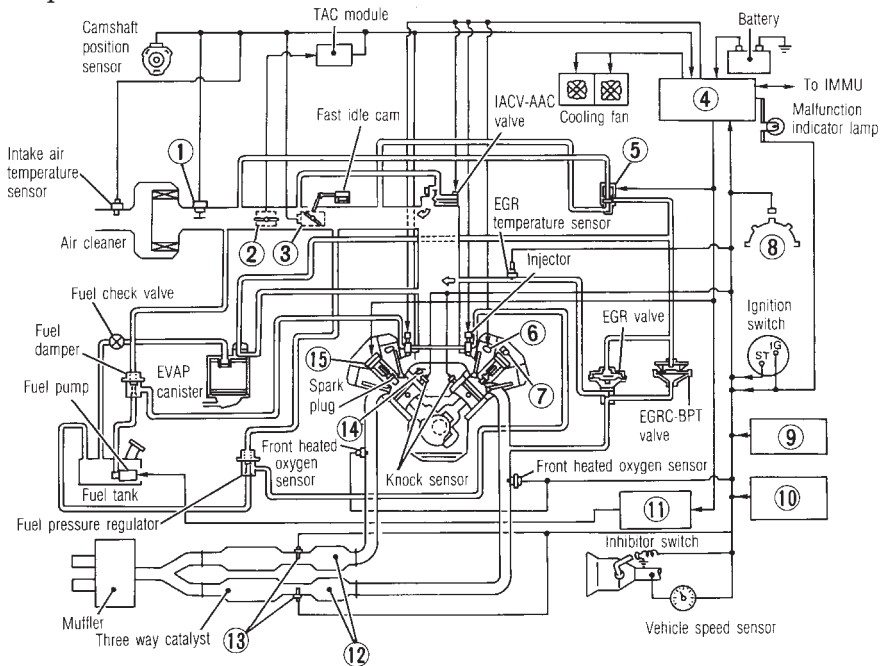 Camshaft
position
sensor
TAC module
Battery
To IMMU
Malfunction
indicator lamp
Cooling fan
IACV-AAC
valve
Fast idle cam
Intake air
temperature
sensor
Air cleaner
1
2
3
4
5
EGR
temperature sensor
Injector
8
Fuel check valve
Fuel
damper
Fuel pump
EVAP
canister
15
Spark
plug
14
6
7
EGR valve
Ignition
switch
ST
IG
EGRC-BPT
valve
9
10
11
Front heated
oxygen
sensor
Knock sensor
Front heated oxygen sensor
Fuel tank
Fuel pressure regulator
Inhibitor switch
Muffler
Three way catalyst
13
12
Vehicle speed sensor